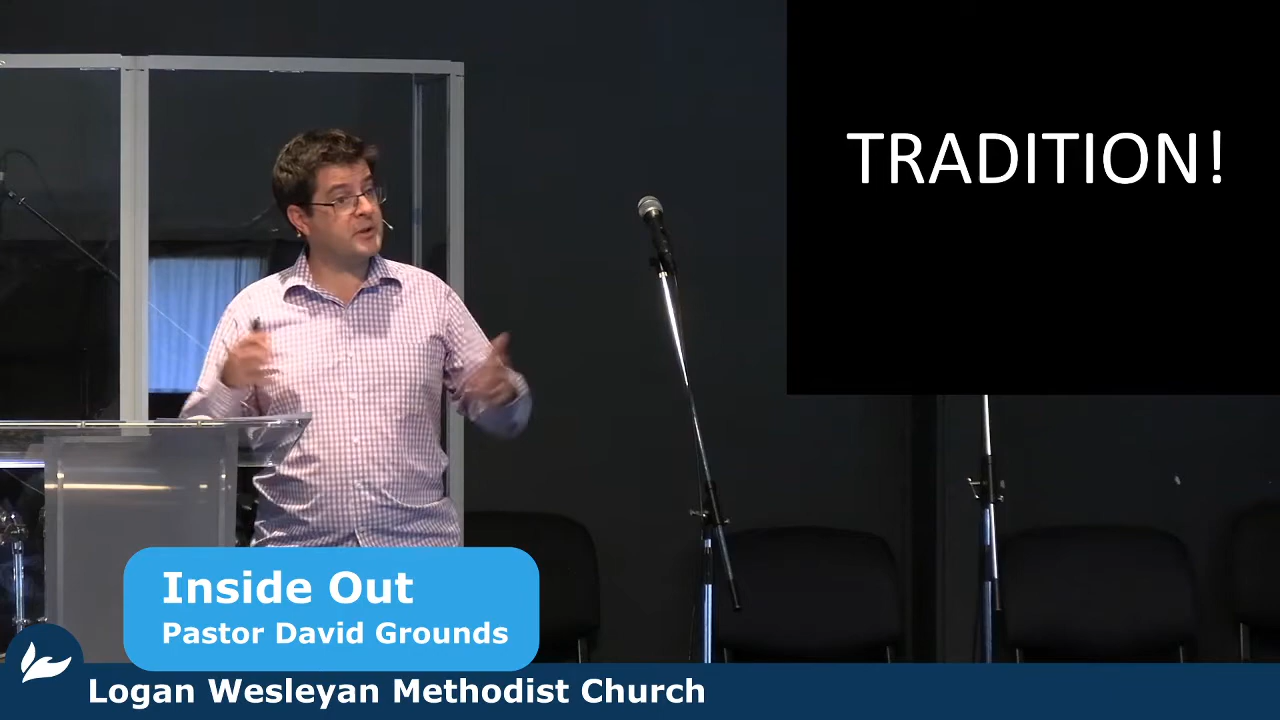 TRADITION!
Inside Out
Pastor David Grounds
Logan Wesleyan Methodist Church